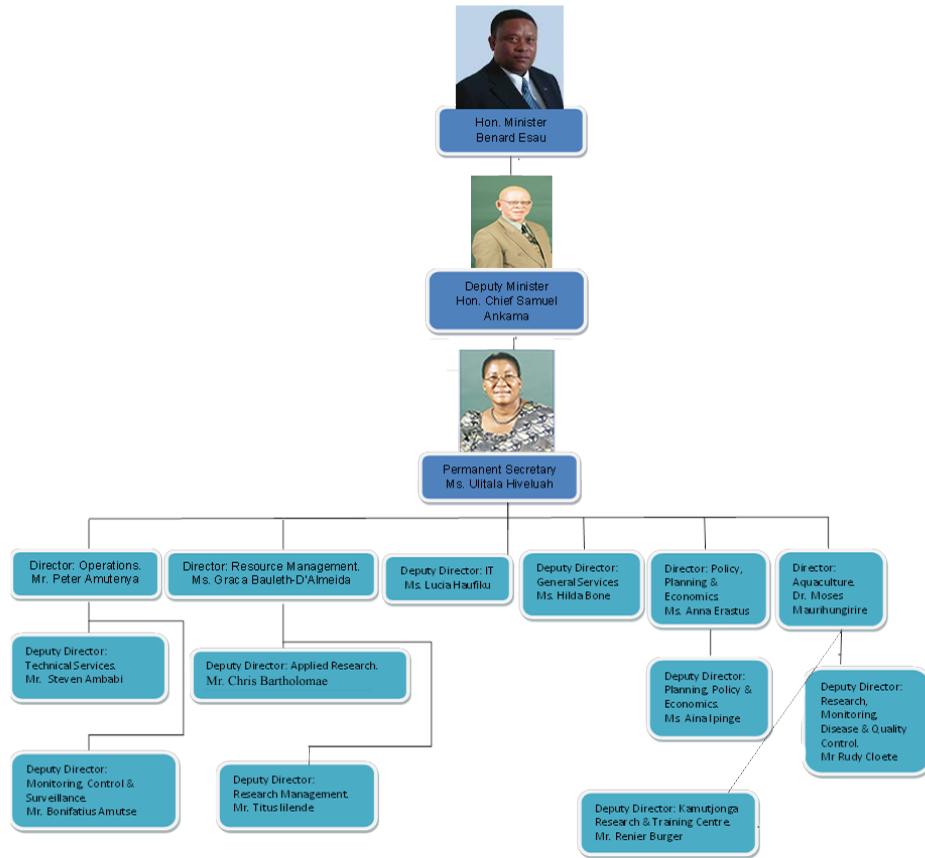 Hon. Minister
Benard Esau
Deputy Minister
Hon. Chief Samuel
Ankama
Permanent Secretary
Ms. Ulitala Hiveluah
Director: Operations.
Mr. Peter Amutenya
Director: Resource Management.
Ms. Graca Bauleth-D'Almeida
Deputy Director: IT
Ms. Lucia Haufiku
Deputy Director:
General Services.
Ms. Hilda Bone
Director: Policy,
Planning &
Economics.
Ms. Anna Erastus
Director:
Aquaculture.
Dr. Moses
Maurihungirire
Deputy Director:
Technical Services.
Mr. Steven Ambabi
Deputy Director: Applied Research.
Mr. Chris Bartholomae
Deputy Director:
Planning, Policy
& Economics.
Ms. Aina Ipinge
Deputy Director:
Research,
Monitoring,
Disease & Quality
Control.
Mr Rudy Cloete
Deputy Director:
Monitoring, Control &
Surveillance.
Mr. Bonifatius Amutse
Deputy Director:
Research Management.
Mr. Titus Iilende
Deputy Director: Kamutjonga
Research & Training Centre.
Mr. Renier Burger